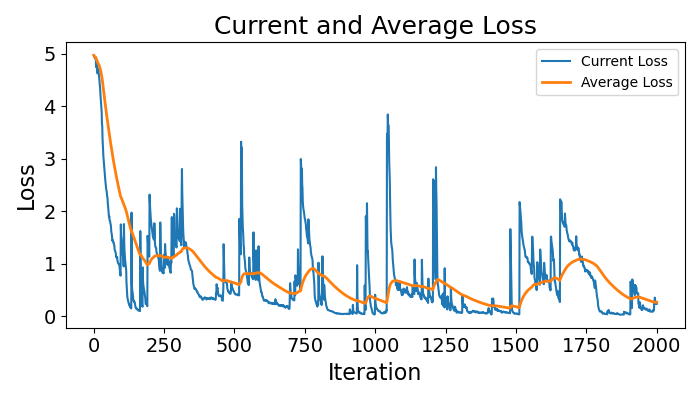 Current and Average Loss
Current Loss
Average Loss
Loss
5
4
3
2
1
0
0 250 500 750 1000 1250 1500 1750 2000
Iteration